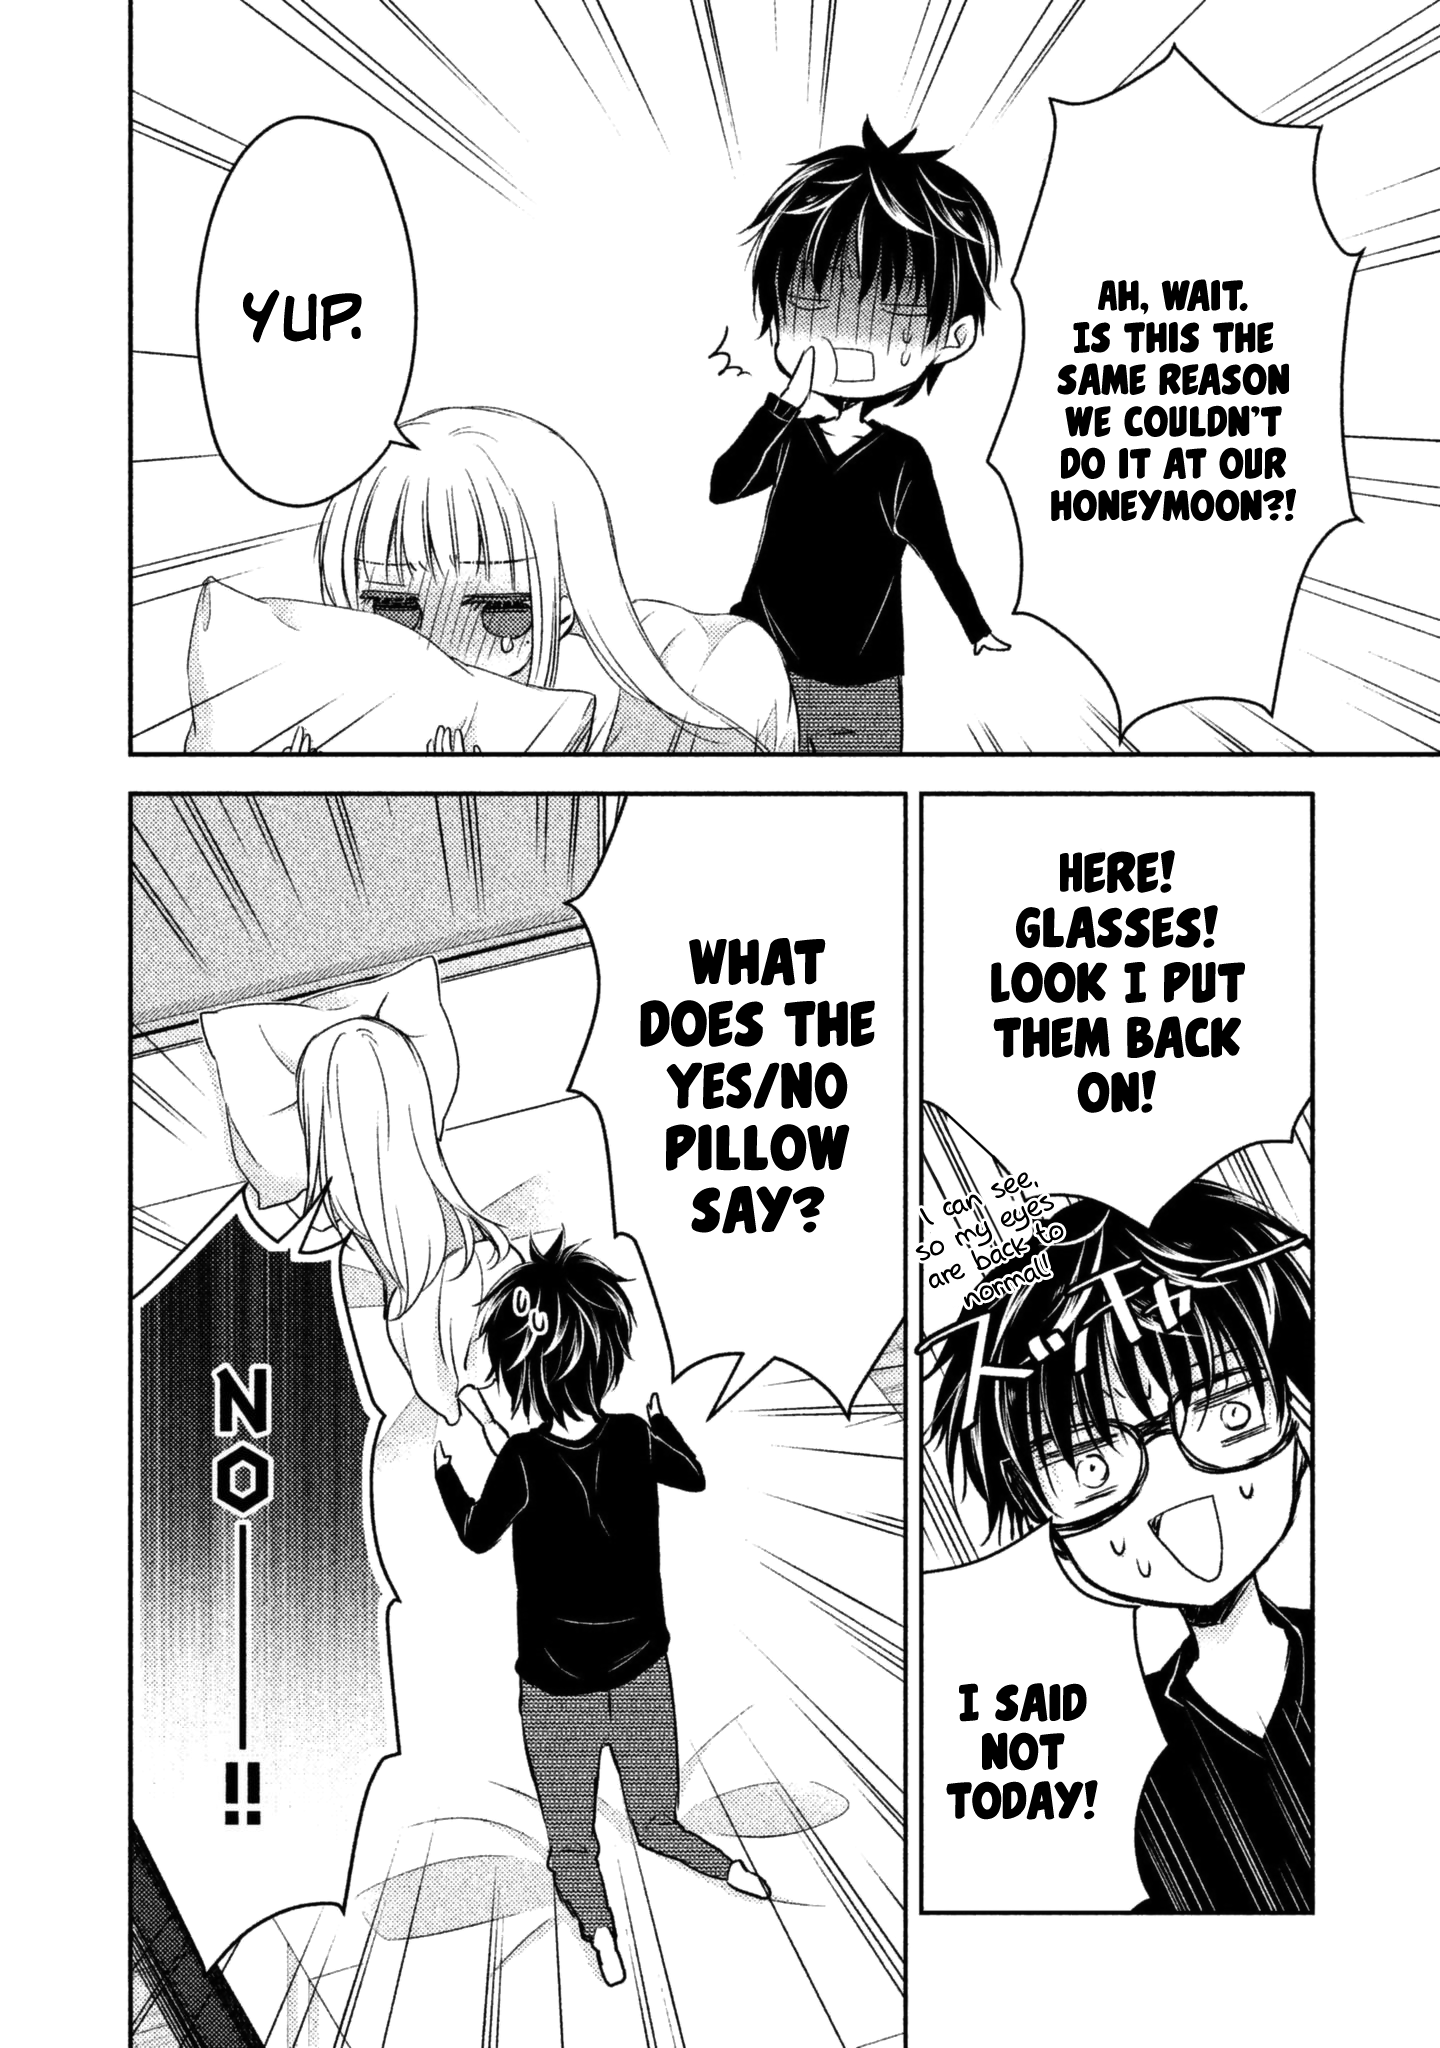 AH, WAIT.
IS THIS THE
SAME REASON
WE COULDN'T
DO IT AT OUR
HONEYMOON?!
YUP.
HERE!
GLASSES!
LOOK I PUT
THEM BACK
ON!
I can see,
so my eyes
are back to
normal!
I SAID
NOT
TODAY!
WHAT
DOES THE
YES/NO
PILLOW
SAY?
NO—!!